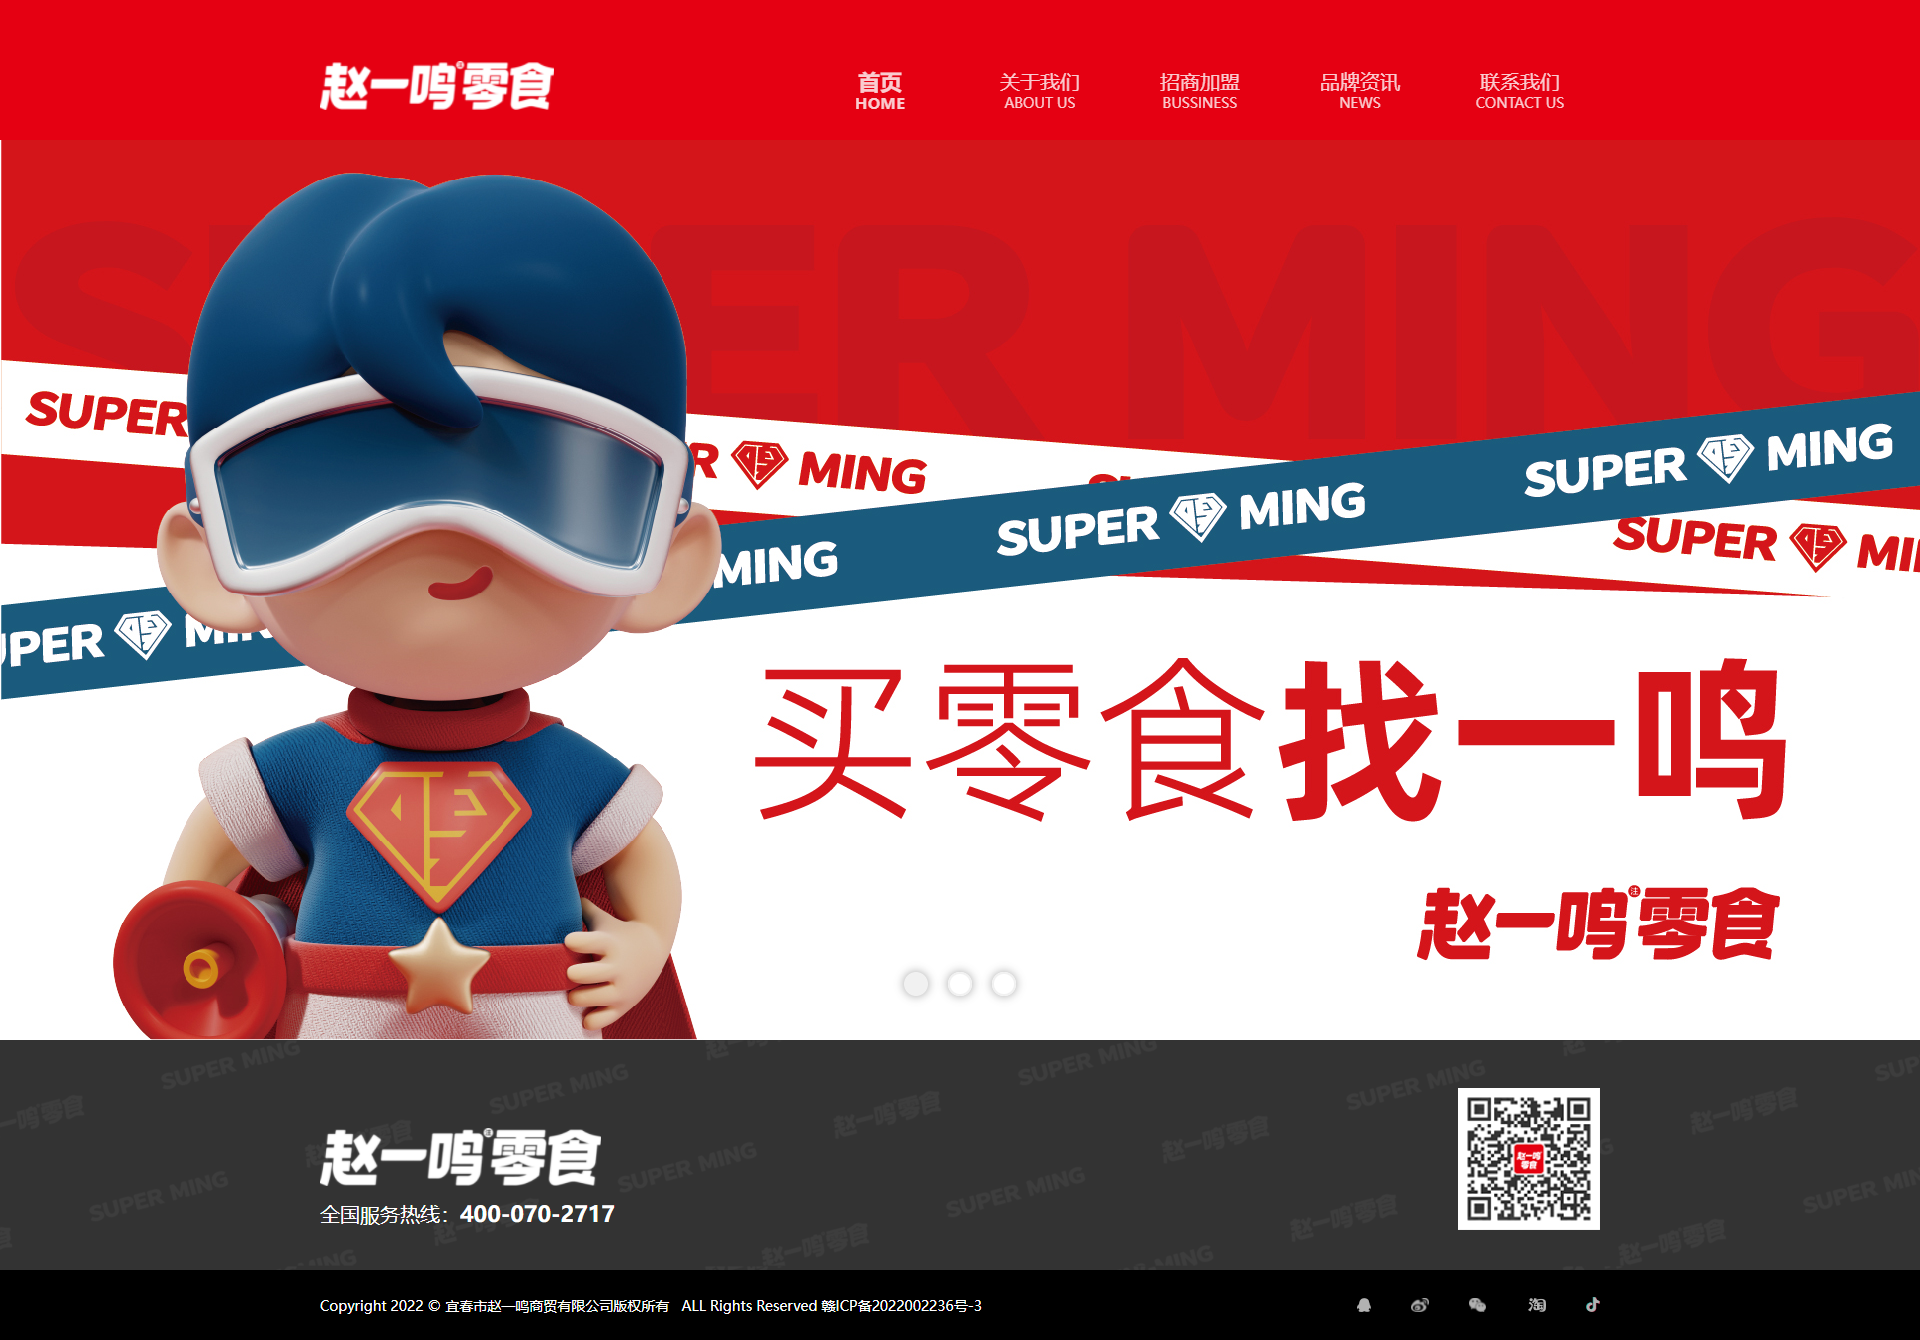 赵一鸣零食
首页
HOME
关于我们
ABOUT US
招商加盟
BUSSINESS
品牌资讯
NEWS
联系我们
CONTACT US
SUPER MING
SUPER
MING
SUPER MING
SUPER MING
SUPER
MING
买零食找一鸣
赵一鸣零食
赵一鸣零食
全国服务热线：400-070-2717
赵一鸣零食
SUPER MING
Copyright 2022 © 宜春市赵一鸣商贸有限公司版权所有 ALL Rights Reserved 赣ICP备2022002236号-3